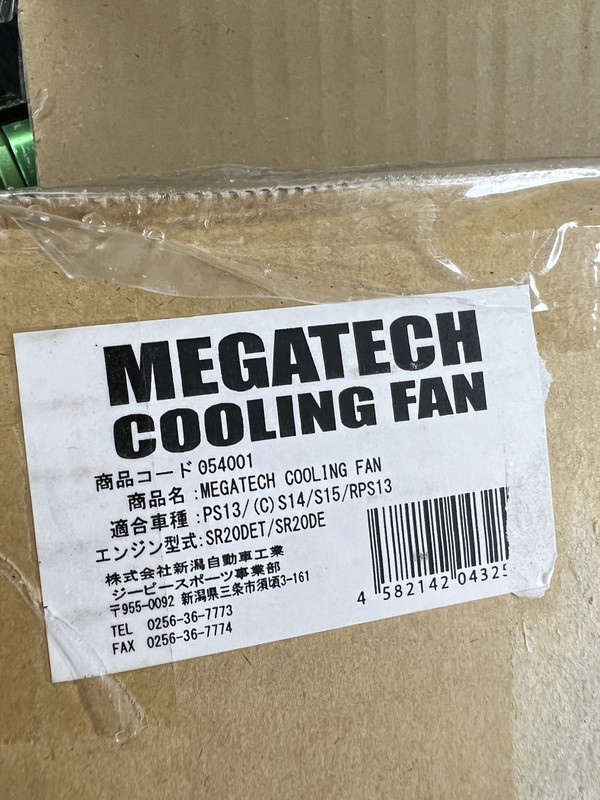 MEGATECH
COOLING FAN
商品コード 054001
商品名 :MEGATECH COOLING FAN
適合車種 :PS13/(C)S14/S15/RPS13
エンジン型式:SR20DET/SR20DE
株式会社新潟自動車工業
ジーピースポーツ事業部
〒955-0092 新潟県三条市須頃3-161
TEL 0256-36-7773
FAX 0256-36-7774
4 582142 04325